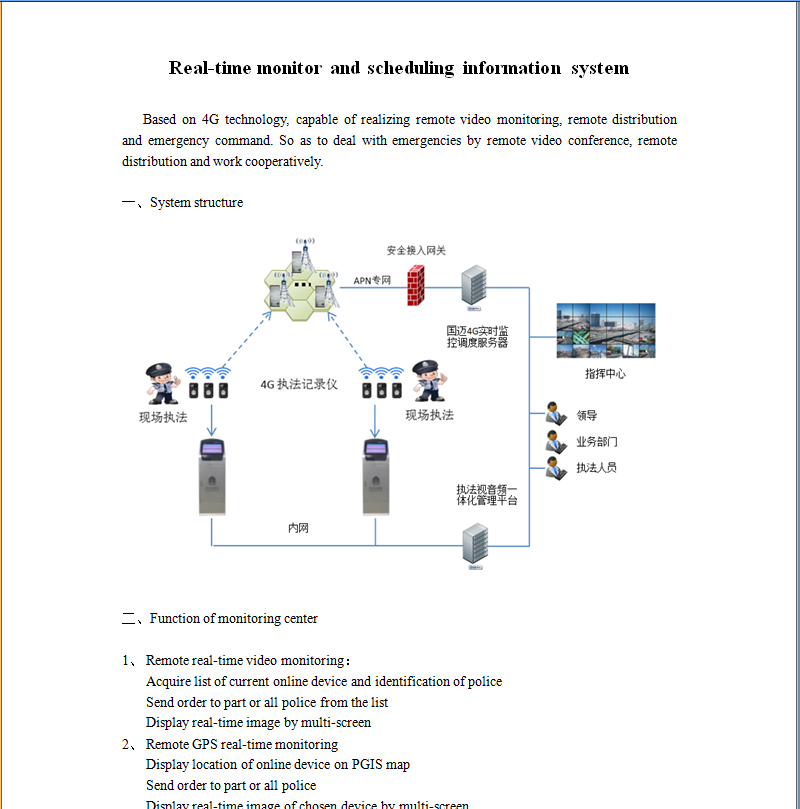 Real-time monitor and scheduling information system
Based on 4G technology, capable of realizing remote video monitoring, remote distribution
and emergency command. So as to deal with emergencies by remote video conference, remote
distribution and work cooperatively.
一、System structure
安全接入网关
APN专网
国迈4G实时监
控调度服务器
指挥中心
4G 执法记录仪
现场执法
现场执法
领导
业务部门
执法人员
执法视音频一
体化管理平台
内网
二、Function of monitoring center
1、Remote real-time video monitoring：
Acquire list of current online device and identification of police
Send order to part or all police from the list
Display real-time image by multi-screen
2、Remote GPS real-time monitoring
Display location of online device on PGIS map
Send order to part or all police
Display real-time image of chosen device by multi-screen